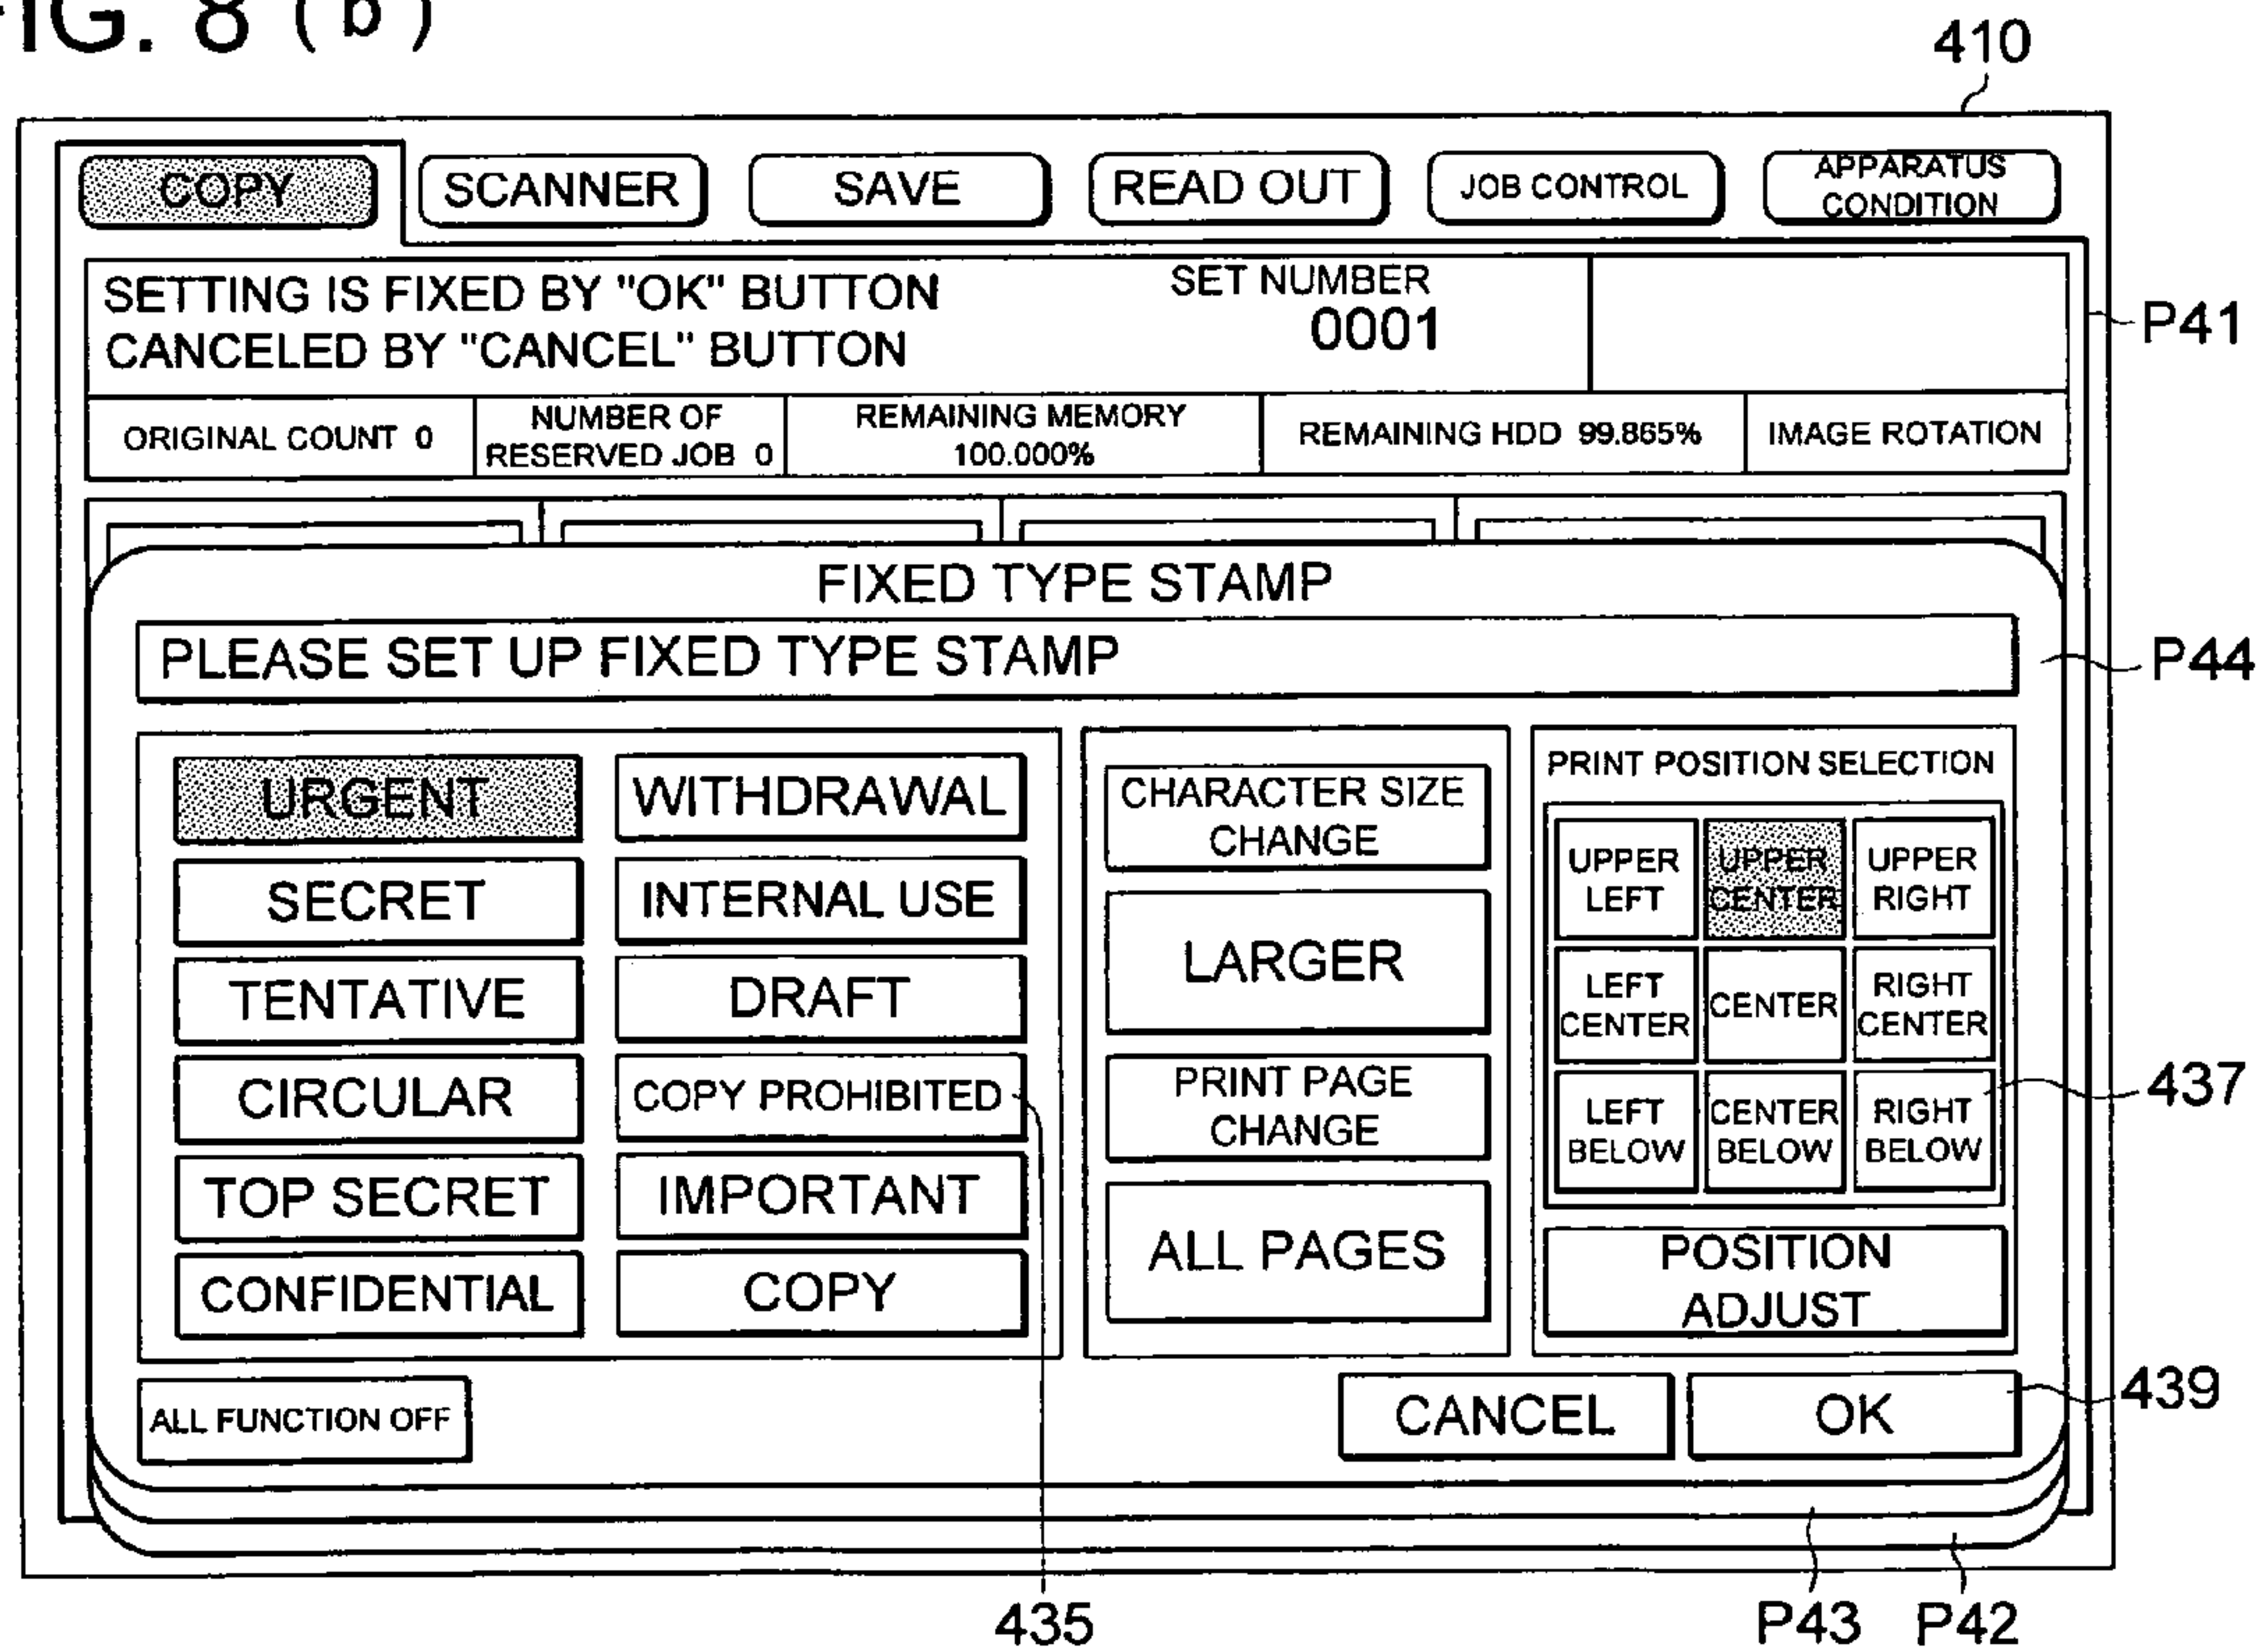 FIG. 8 (b)
410
COPY
SCANNER
SAVE
READ OUT
JOB CONTROL
APPARATUS
CONDITION
SETTING IS FIXED BY "OK" BUTTON
CANCELED BY "CANCEL" BUTTON
SET NUMBER
0001
P41
ORIGINAL COUNT 0
NUMBER OF
RESERVED JOB 0
REMAINING MEMORY
100.000%
REMAINING HDD 99.865%
IMAGE ROTATION
FIXED TYPE STAMP
PLEASE SET UP FIXED TYPE STAMP
P44
URGENT
WITHDRAWAL
SECRET
INTERNAL USE
TENTATIVE
DRAFT
CIRCULAR
COPY PROHIBITED
TOP SECRET
IMPORTANT
CONFIDENTIAL
COPY
CHARACTER SIZE
CHANGE
LARGER
PRINT PAGE
CHANGE
ALL PAGES
PRINT POSITION SELECTION
UPPER
LEFT
UPPER
CENTER
UPPER
RIGHT
LEFT
CENTER
CENTER
RIGHT
CENTER
LEFT
BELOW
CENTER
BELOW
RIGHT
BELOW
437
POSITION
ADJUST
ALL FUNCTION OFF
CANCEL
OK
439
435
P43
P42